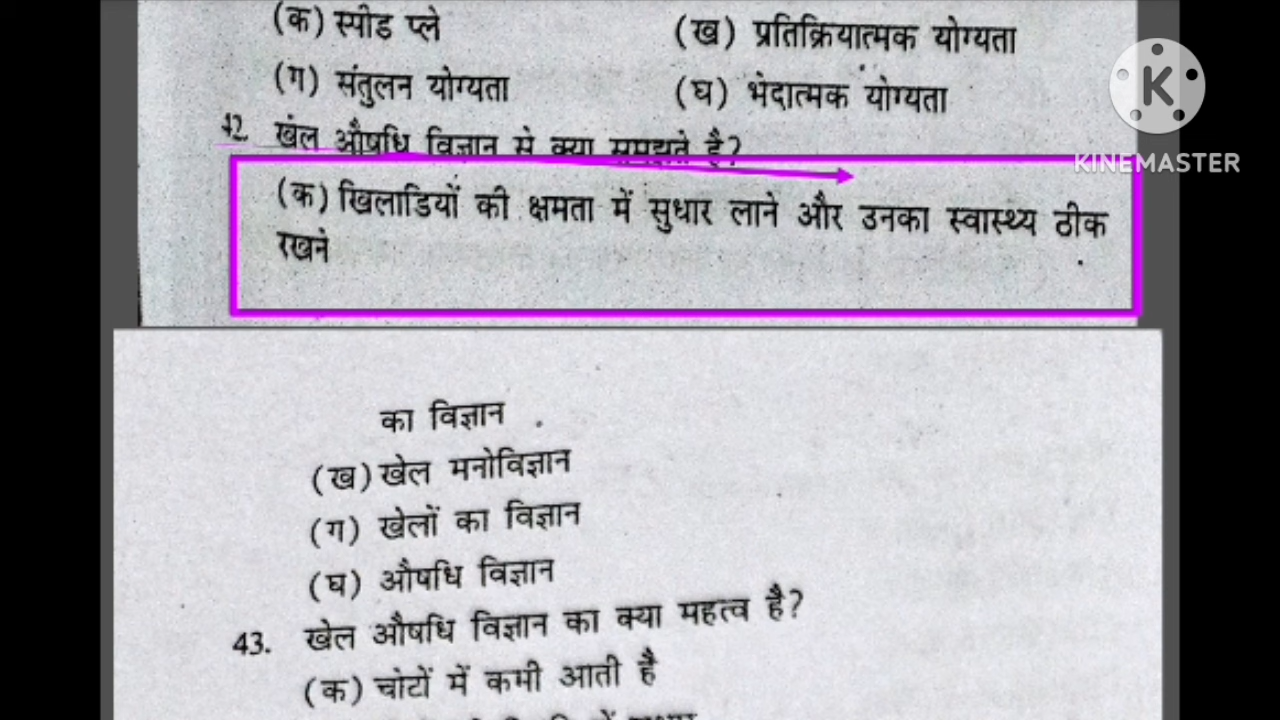 (क) स्पीड प्ले (ख) प्रतिक्रियात्मक योग्यता
(ग) संतुलन योग्यता (घ) भेदात्मक योग्यता
42. खेल औषधि विज्ञान से क्या समझते है?
(क) खिलाडियों की क्षमता में सुधार लाने और उनका स्वास्थ्य ठीक
रखने
का विज्ञान
(ख) खेल मनोविज्ञान
(ग) खेलों का विज्ञान
(घ) औषधि विज्ञान
43. खेल औषधि विज्ञान का क्या महत्व है?
(क) चोटों में कमी आती है
K
KINEMASTER